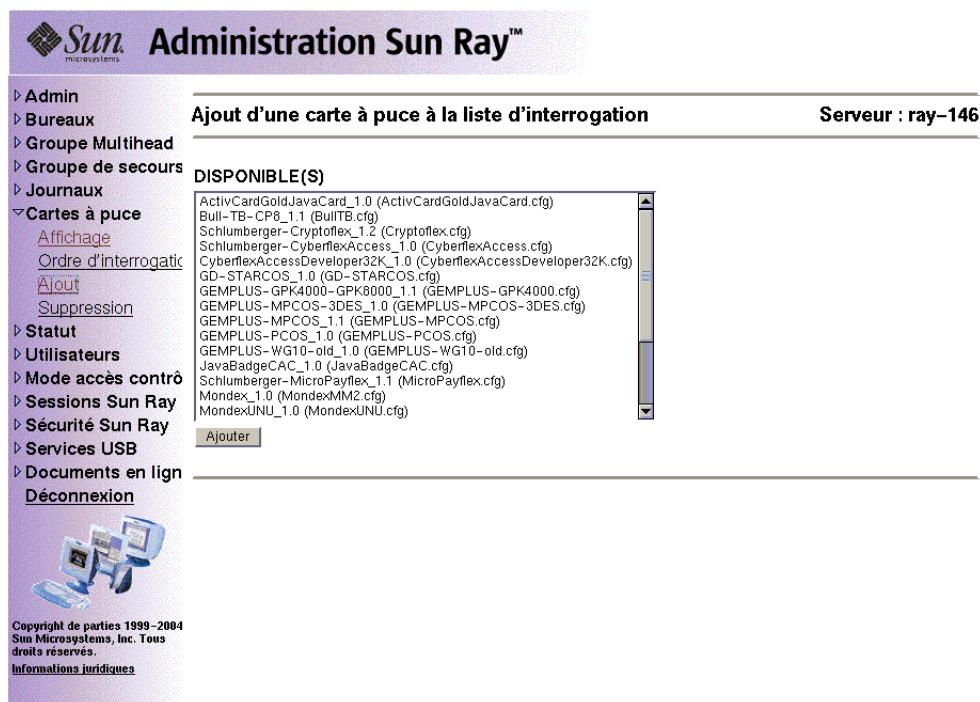 Sun
microsystems
Administration Sun Ray™
Admin
Bureaux
Groupe Multihead
Groupe de secours
Journaux
Cartes à puce
Affichage
Ordre d'interrogatic
Ajout
Suppression
Statut
Utilisateurs
Mode accès contrô
Sessions Sun Ray
Sécurité Sun Ray
Services USB
Documents en lign
Déconnexion
Copyright de parties 1999-2004
Sun Microsystems, Inc. Tous
droits réservés.
Informations juridiques
Ajout d'une carte à puce à la liste d'interrogation
Serveur : ray-146
DISPONIBLE(S)
ActivCardGoldJavaCard_1.0 (ActivCardGoldJavaCard.cfg)
Bull-TB-CP8_1.1 (BullTB.cfg)
Schlumberger-Cryptoflex_1.2 (Cryptoflex.cfg)
Schlumberger-CyberflexAccess_1.0 (CyberflexAccess.cfg)
CyberflexAccessDeveloper32K_1.0 (CyberflexAccessDeveloper32K.cfg)
GD-STARCOS_1.0 (GD-STARCOS.cfg)
GEMPLUS-GPK4000-GPK8000_1.1 (GEMPLUS-GPK4000.cfg)
GEMPLUS-MPCOS-3DES_1.0 (GEMPLUS-MPCOS-3DES.cfg)
GEMPLUS-MPCOS_1.1 (GEMPLUS-MPCOS.cfg)
GEMPLUS-PCOS_1.0 (GEMPLUS-PCOS.cfg)
GEMPLUS-WG10-old_1.0 (GEMPLUS-WG10-old.cfg)
JavaBadgeCAC_1.0 (JavaBadgeCAC.cfg)
Schlumberger-MicroPayflex_1.1 (MicroPayflex.cfg)
Mondex_1.0 (MondexMM2.cfg)
MondexUNU_1.0 (MondexUNU.cfg)
Ajouter